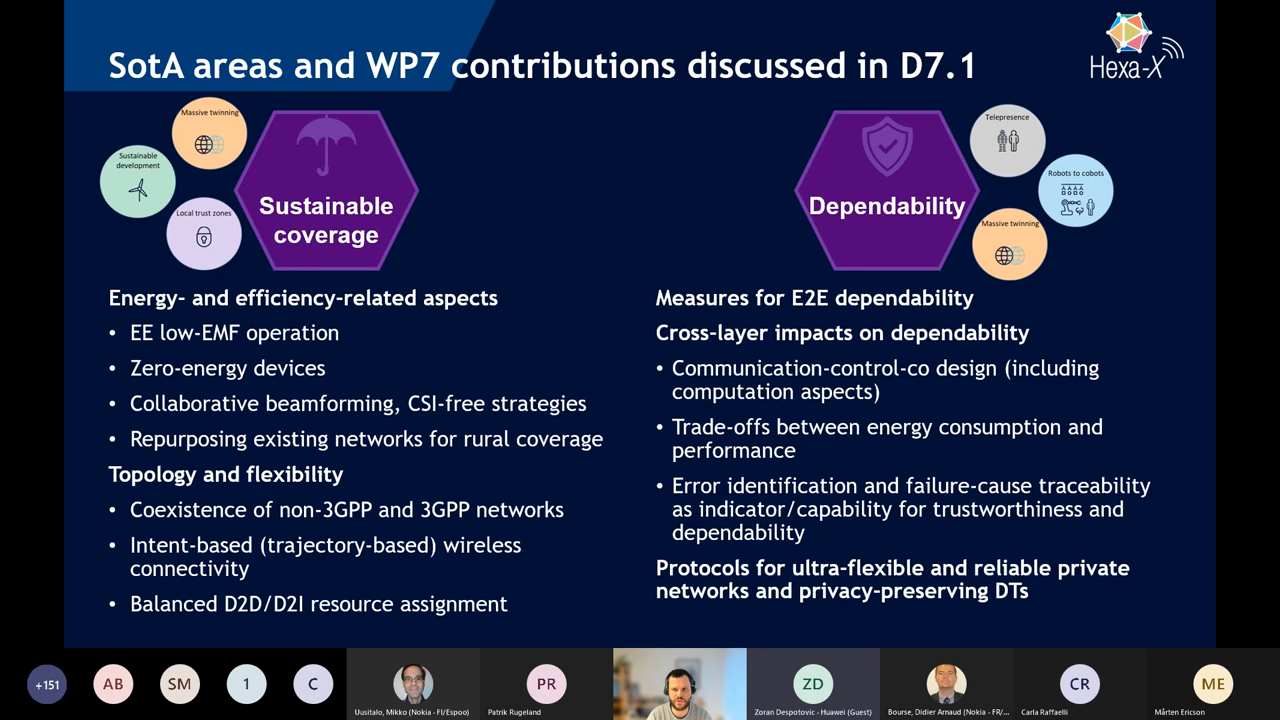 SotA areas and WP7 contributions discussed in D7.1
Hexa-X
Massive twinning
Sustainable
development
Local trust zones
Sustainable
coverage
Dependability
Telepresence
Robots to cobots
Massive twinning
Energy- and efficiency-related aspects
• EE low-EMF operation
• Zero-energy devices
• Collaborative beamforming, CSI-free strategies
• Repurposing existing networks for rural coverage
Topology and flexibility
• Coexistence of non-3GPP and 3GPP networks
• Intent-based (trajectory-based) wireless
connectivity
• Balanced D2D/D2I resource assignment
Measures for E2E dependability
Cross-layer impacts on dependability
• Communication-control-co design (including
computation aspects)
• Trade-offs between energy consumption and
performance
• Error identification and failure-cause traceability
as indicator/capability for trustworthiness and
dependability
Protocols for ultra-flexible and reliable private
networks and privacy-preserving DTs
+151
AB
SM
1
C
Uusitalo, Mikko (Nokia - FI/Espoo)
PR
Patrik Rugeland
ZD
Zoran Despotovic - Huawei (Guest)
Bourse, Didier Arnaud (Nokia - FR/...
CR
Carla Raffaelli
ME
Mårten Ericson